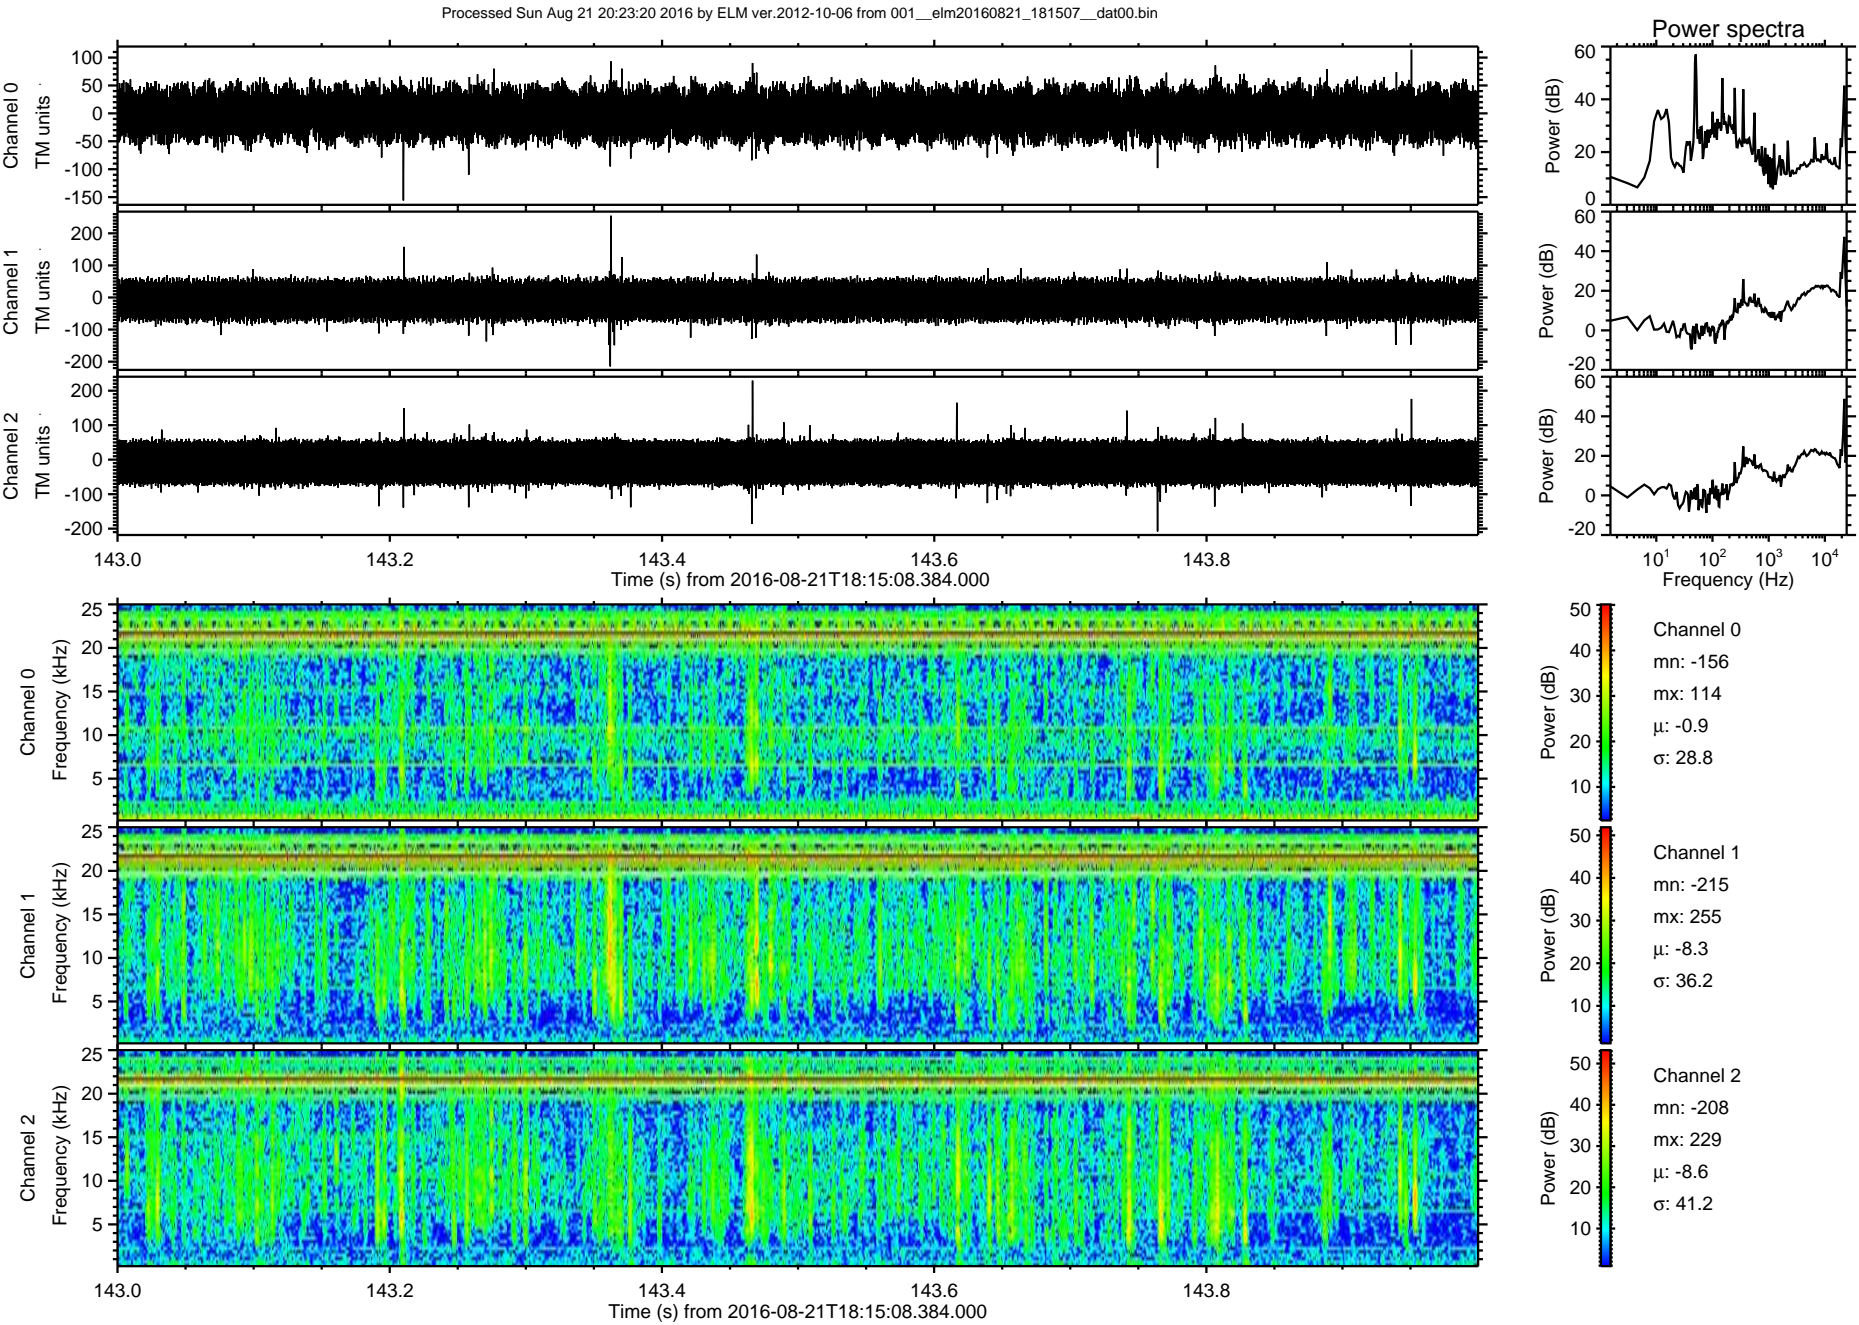 Processed Sun Aug 21 20:23:20 2016 by ELM ver.2012-10-06 from 001__elm20160821_181507__dat00.bin
Power spectra
Channel 0
TM units
100
50
0
-50
-100
-150
Power (dB)
60
40
20
0
Channel 1
TM units
200
100
0
-100
-200
Power (dB)
60
40
20
0
-20
Channel 2
TM units
200
100
0
-100
-200
Power (dB)
60
40
20
0
-20
143.0 143.2 143.4 143.6 143.8
Time (s) from 2016-08-21T18:15:08.384.000
10¹ 10² 10³ 10⁴
Frequency (Hz)
Channel 0
Frequency (kHz)
25
20
15
10
5
Power (dB)
50
40
30
20
10
Channel 0
mn: -156
mx: 114
μ: -0.9
σ: 28.8
Channel 1
Frequency (kHz)
25
20
15
10
5
Power (dB)
50
40
30
20
10
Channel 1
mn: -215
mx: 255
μ: -8.3
σ: 36.2
Channel 2
Frequency (kHz)
25
20
15
10
5
Power (dB)
50
40
30
20
10
Channel 2
mn: -208
mx: 229
μ: -8.6
σ: 41.2
143.0 143.2 143.4 143.6 143.8
Time (s) from 2016-08-21T18:15:08.384.000